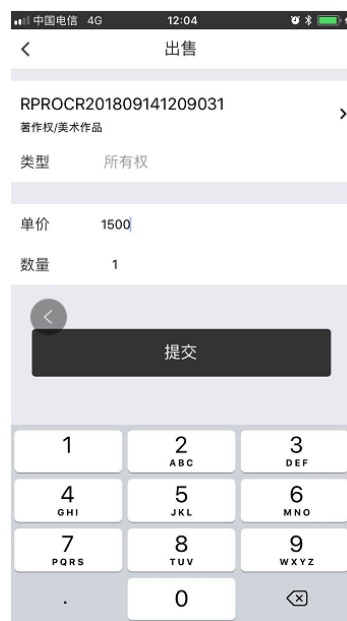 中国电信 4G 12:04
出售
RPROCR201809141209031
著作权/美术作品
类型 所有权
单价 1500
数量 1
提交
1 2 3
ABC DEF
4 5 6
GHI JKL MNO
7 8 9
PQRS TUV WXYZ
. 0